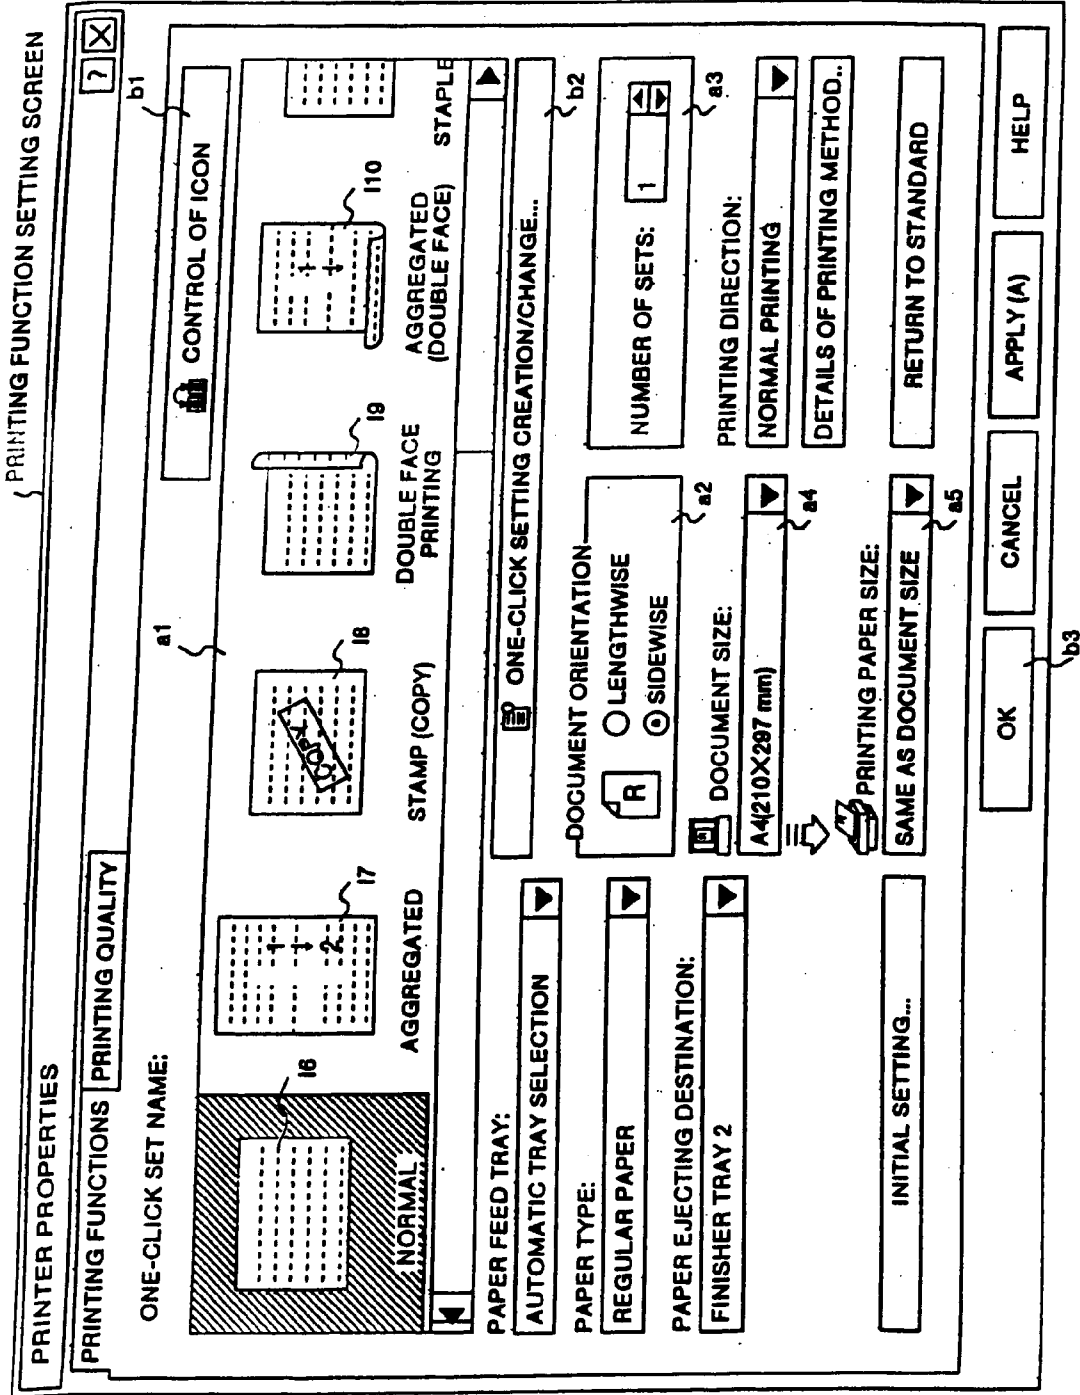 PRINTING FUNCTION SETTING SCREEN
PRINTER PROPERTIES
?
PRINTING FUNCTIONS
PRINTING QUALITY
b1
ONE-CLICK SET NAME:
CONTROL OF ICON
a1
I6
I7
I8
I9
I10
1
2
COPY
1
NORMAL
AGGREGATED
STAMP (COPY)
DOUBLE FACE
PRINTING
AGGREGATED
(DOUBLE FACE)
STAPLE
PAPER FEED TRAY:
AUTOMATIC TRAY SELECTION
ONE-CLICK SETTING CREATION/CHANGE...
b2
PAPER TYPE:
REGULAR PAPER
DOCUMENT ORIENTATION
R
LENGTHWISE
SIDEWISE
a2
NUMBER OF SETS:
1
a3
PAPER EJECTING DESTINATION:
FINISHER TRAY 2
DOCUMENT SIZE:
A4(210X297 mm)
a4
PRINTING DIRECTION:
NORMAL PRINTING
DETAILS OF PRINTING METHOD...
PRINTING PAPER SIZE:
SAME AS DOCUMENT SIZE
a5
INITIAL SETTING...
RETURN TO STANDARD
OK
CANCEL
APPLY (A)
HELP
b3